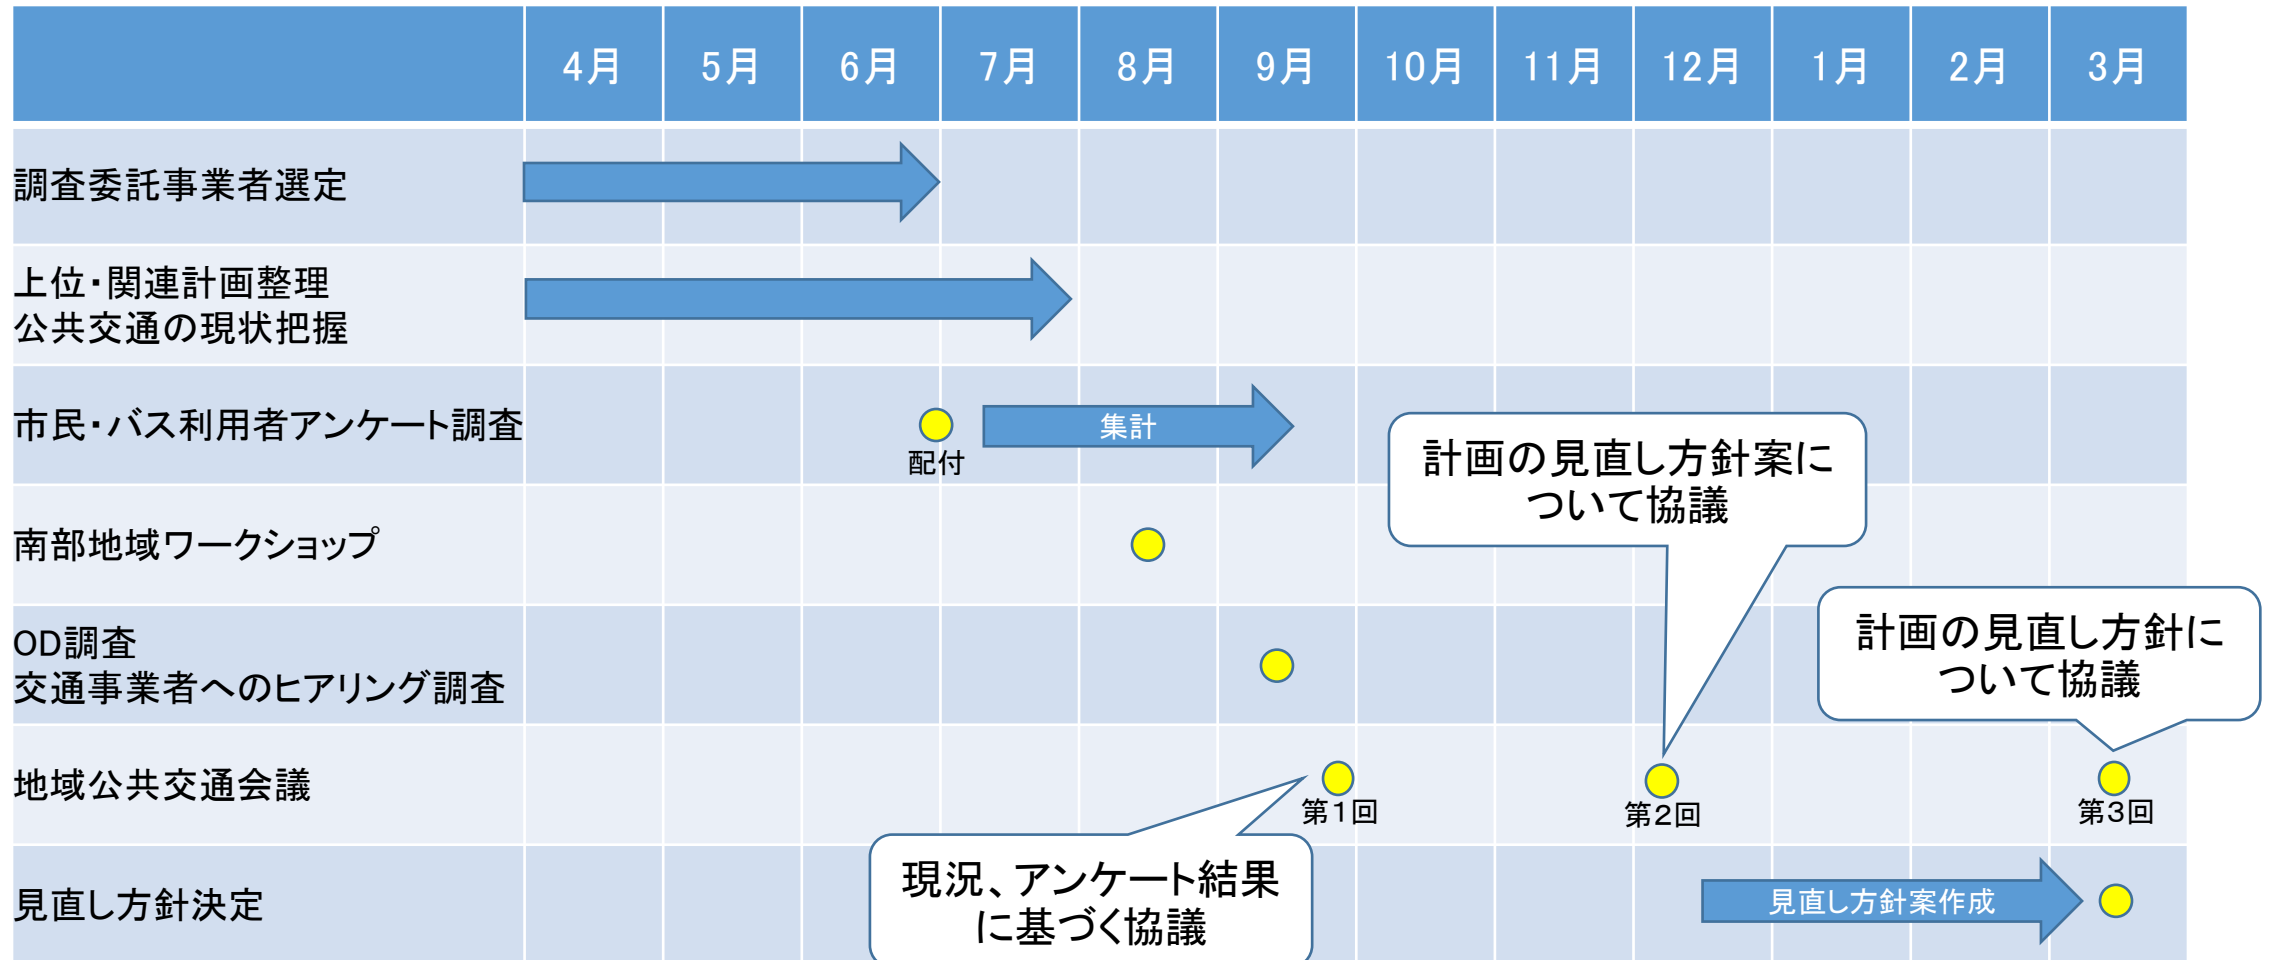 4月 5月 6月 7月 8月 9月 10月 11月 12月 1月 2月 3月
調査委託事業者選定
上位・関連計画整理
公共交通の現状把握
市民・バス利用者アンケート調査
配付
集計
計画の見直し方針案に
ついて協議
南部地域ワークショップ
OD調査
交通事業者へのヒアリング調査
計画の見直し方針に
ついて協議
地域公共交通会議
第1回
第2回
第3回
現況、アンケート結果
に基づく協議
見直し方針決定
見直し方針案作成